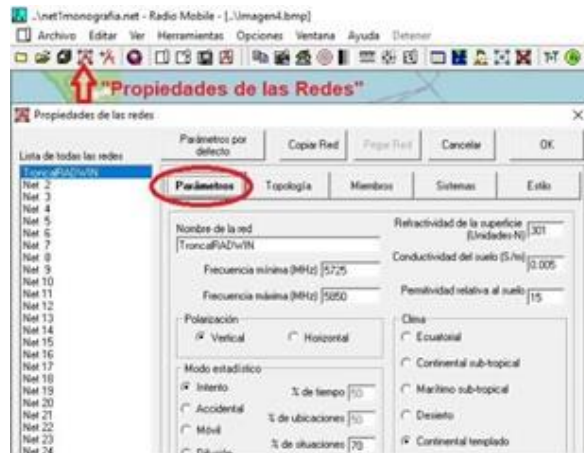 ..\net1monografia.net - Radio Mobile - [..\Imagen4.bmp]
Archivo Editar Ver Herramientas Opciones Ventana Ayuda Detener
"Propiedades de las Redes"
Propiedades de las redes
Lista de todas las redes
Parámetros por defecto
Copiar Red
Pegar Red
Cancelar
OK
TroncalRADWIN
Net 2
Net 3
Net 4
Net 5
Net 6
Net 7
Net 8
Net 9
Net 10
Net 11
Net 12
Net 13
Net 14
Net 15
Net 16
Net 17
Net 18
Net 19
Net 20
Net 21
Net 22
Net 23
Net 24
Parámetros
Topología
Miembros
Sistemas
Estilo
Nombre de la red
TroncalRADWIN
Frecuencia mínima (MHz) 5725
Frecuencia máxima (MHz) 5850
Polarización
Vertical
Horizontal
Modo estadístico
Intento
Accidental
Móvil
Difusión
% de tiempo 50
% de ubicaciones 50
% de situaciones 70
Refractividad de la superficie
(Unidades-N) 301
Conductividad del suelo (S/m) 0.005
Permitividad relativa al suelo 15
Clima
Ecuatorial
Continental sub-tropical
Marítimo sub-tropical
Desierto
Continental templado